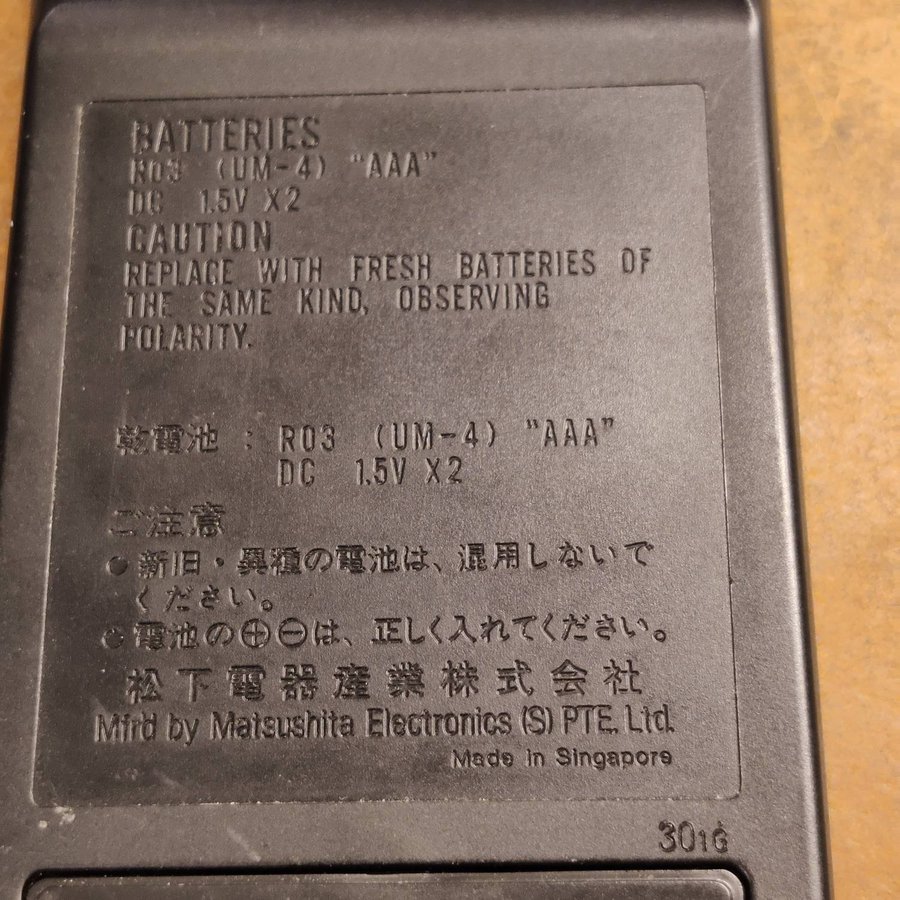 BATTERIES
R03 (UM-4) "AAA"
DC 1.5V X2
CAUTION
REPLACE WITH FRESH BATTERIES OF
THE SAME KIND, OBSERVING
POLARITY.
乾電池 : R03 (UM-4) "AAA"
DC 1.5V X2
ご注意
● 新旧・異種の電池は、混用しないで
ください。
● 電池の⊕⊖は、正しく入れてください。
松下電器産業株式会社
Mfrd by Matsushita Electronics (S) PTE. Ltd.
Made in Singapore
301G